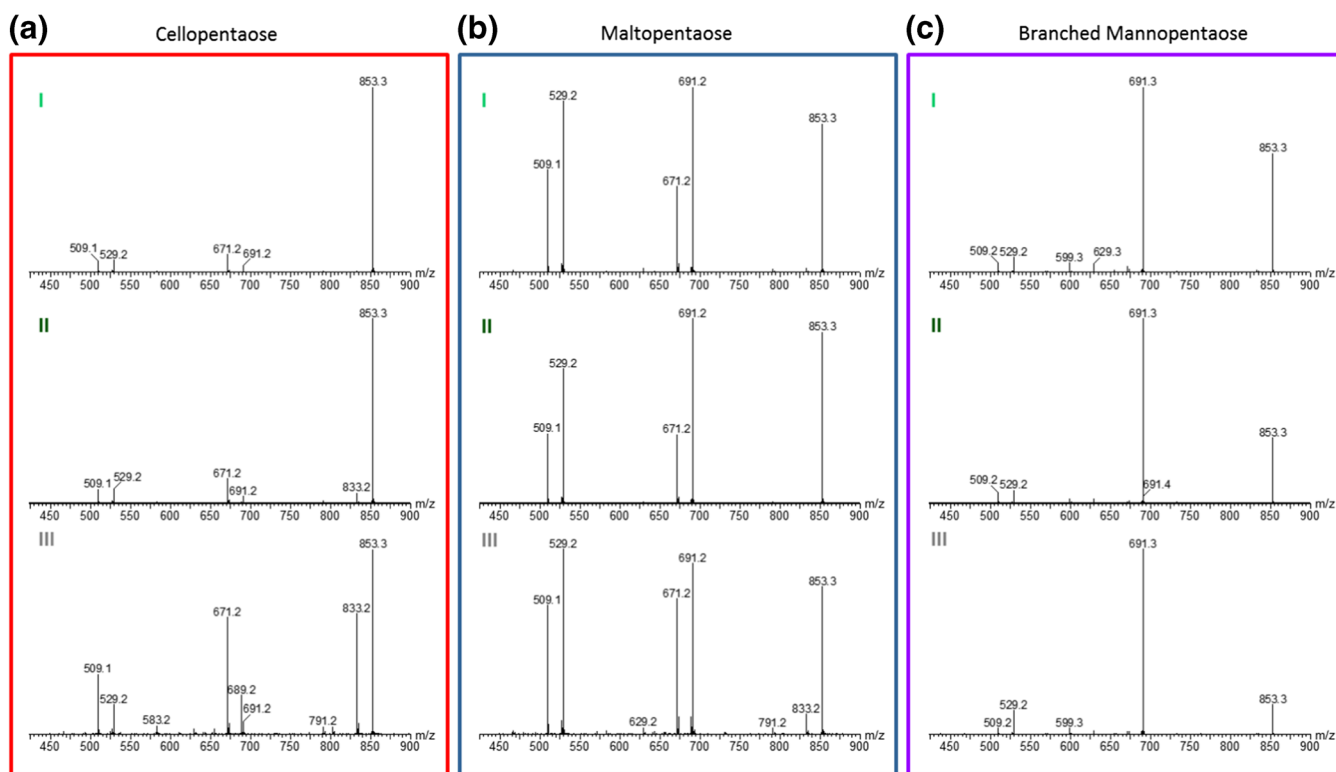 (a) Cellopentaose
I
853.3
509.1 529.2 671.2 691.2
450 500 550 600 650 700 750 800 850 900 m/z
II
853.3
509.1 529.2 671.2 691.2 833.2
450 500 550 600 650 700 750 800 850 900 m/z
III
853.3
671.2 833.2
509.1 529.2 583.2 689.2 691.2 791.2
450 500 550 600 650 700 750 800 850 900 m/z
(b) Maltopentaose
I
529.2 691.2 853.3
509.1 671.2
450 500 550 600 650 700 750 800 850 900 m/z
II
691.2 853.3
529.2
509.1 671.2
450 500 550 600 650 700 750 800 850 900 m/z
III
529.2 691.2 853.3
509.1 671.2
629.2 791.2 833.2
450 500 550 600 650 700 750 800 850 900 m/z
(c) Branched Mannopentaose
I
691.3
853.3
509.2 529.2 599.3 629.3
450 500 550 600 650 700 750 800 850 900 m/z
II
691.3
853.3
509.2 529.2 691.4
450 500 550 600 650 700 750 800 850 900 m/z
III
691.3
853.3
529.2
509.2 599.3
450 500 550 600 650 700 750 800 850 900 m/z